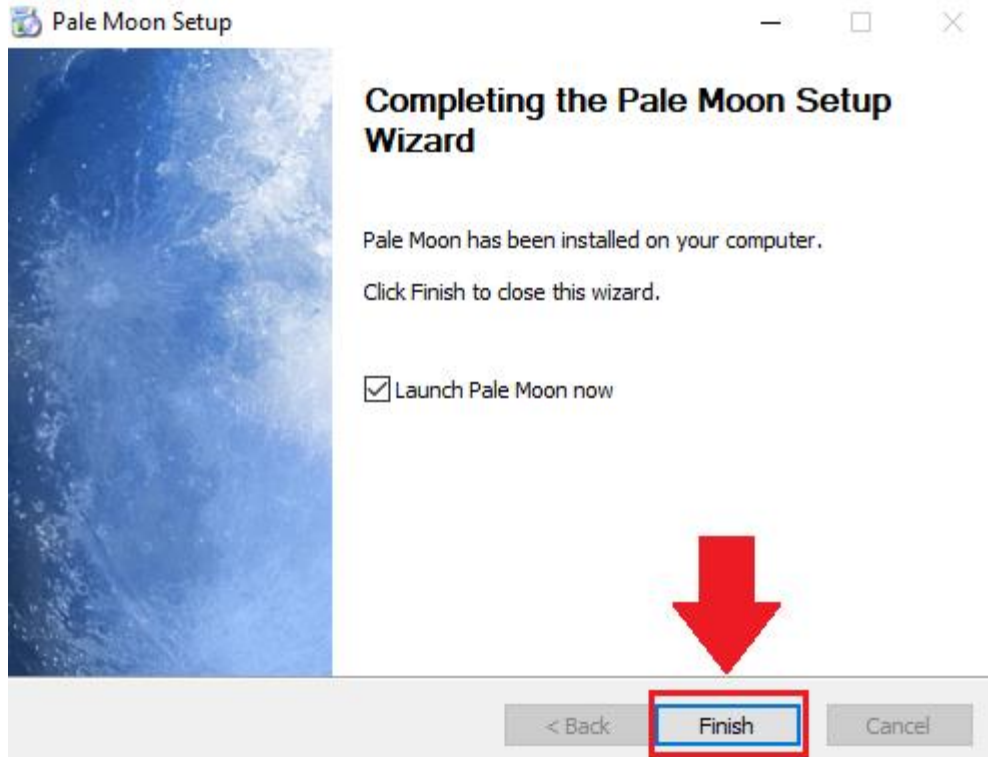 Pale Moon Setup
Completing the Pale Moon Setup
Wizard
Pale Moon has been installed on your computer.
Click Finish to close this wizard.
Launch Pale Moon now
< Back
Finish
Cancel